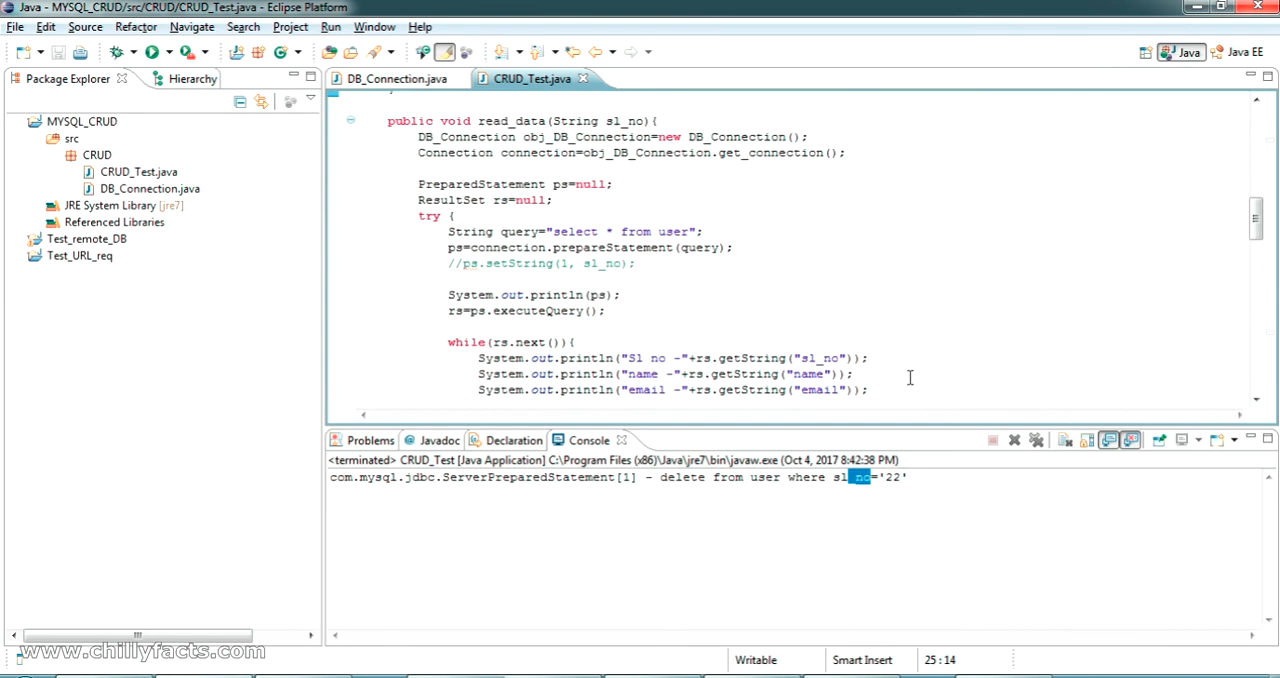 Java - MYSQL_CRUD/src/CRUD/CRUD_Test.java - Eclipse Platform
File Edit Source Refactor Navigate Search Project Run Window Help
Java Java EE
Package Explorer Hierarchy
DB_Connection.java CRUD_Test.java
MYSQL_CRUD
src
CRUD
CRUD_Test.java
DB_Connection.java
JRE System Library [jre7]
Referenced Libraries
Test_remote_DB
Test_URL_req
public void read_data(String sl_no){
DB_Connection obj_DB_Connection=new DB_Connection();
Connection connection=obj_DB_Connection.get_connection();
PreparedStatement ps=null;
ResultSet rs=null;
try {
String query="select * from user";
ps=connection.prepareStatement(query);
//ps.setString(1, sl_no);
System.out.println(ps);
rs=ps.executeQuery();
while(rs.next()){
System.out.println("Sl no -"+rs.getString("sl_no"));
System.out.println("name -"+rs.getString("name"));
System.out.println("email -"+rs.getString("email"));
Problems Javadoc Declaration Console
<terminated> CRUD_Test [Java Application] C:\Program Files (x86)\Java\jre7\bin\javaw.exe (Oct 4, 2017 8:42:38 PM)
com.mysql.jdbc.ServerPreparedStatement[1] - delete from user where sl_no='22'
www.chillyfacts.com
Writable Smart Insert 25 : 14